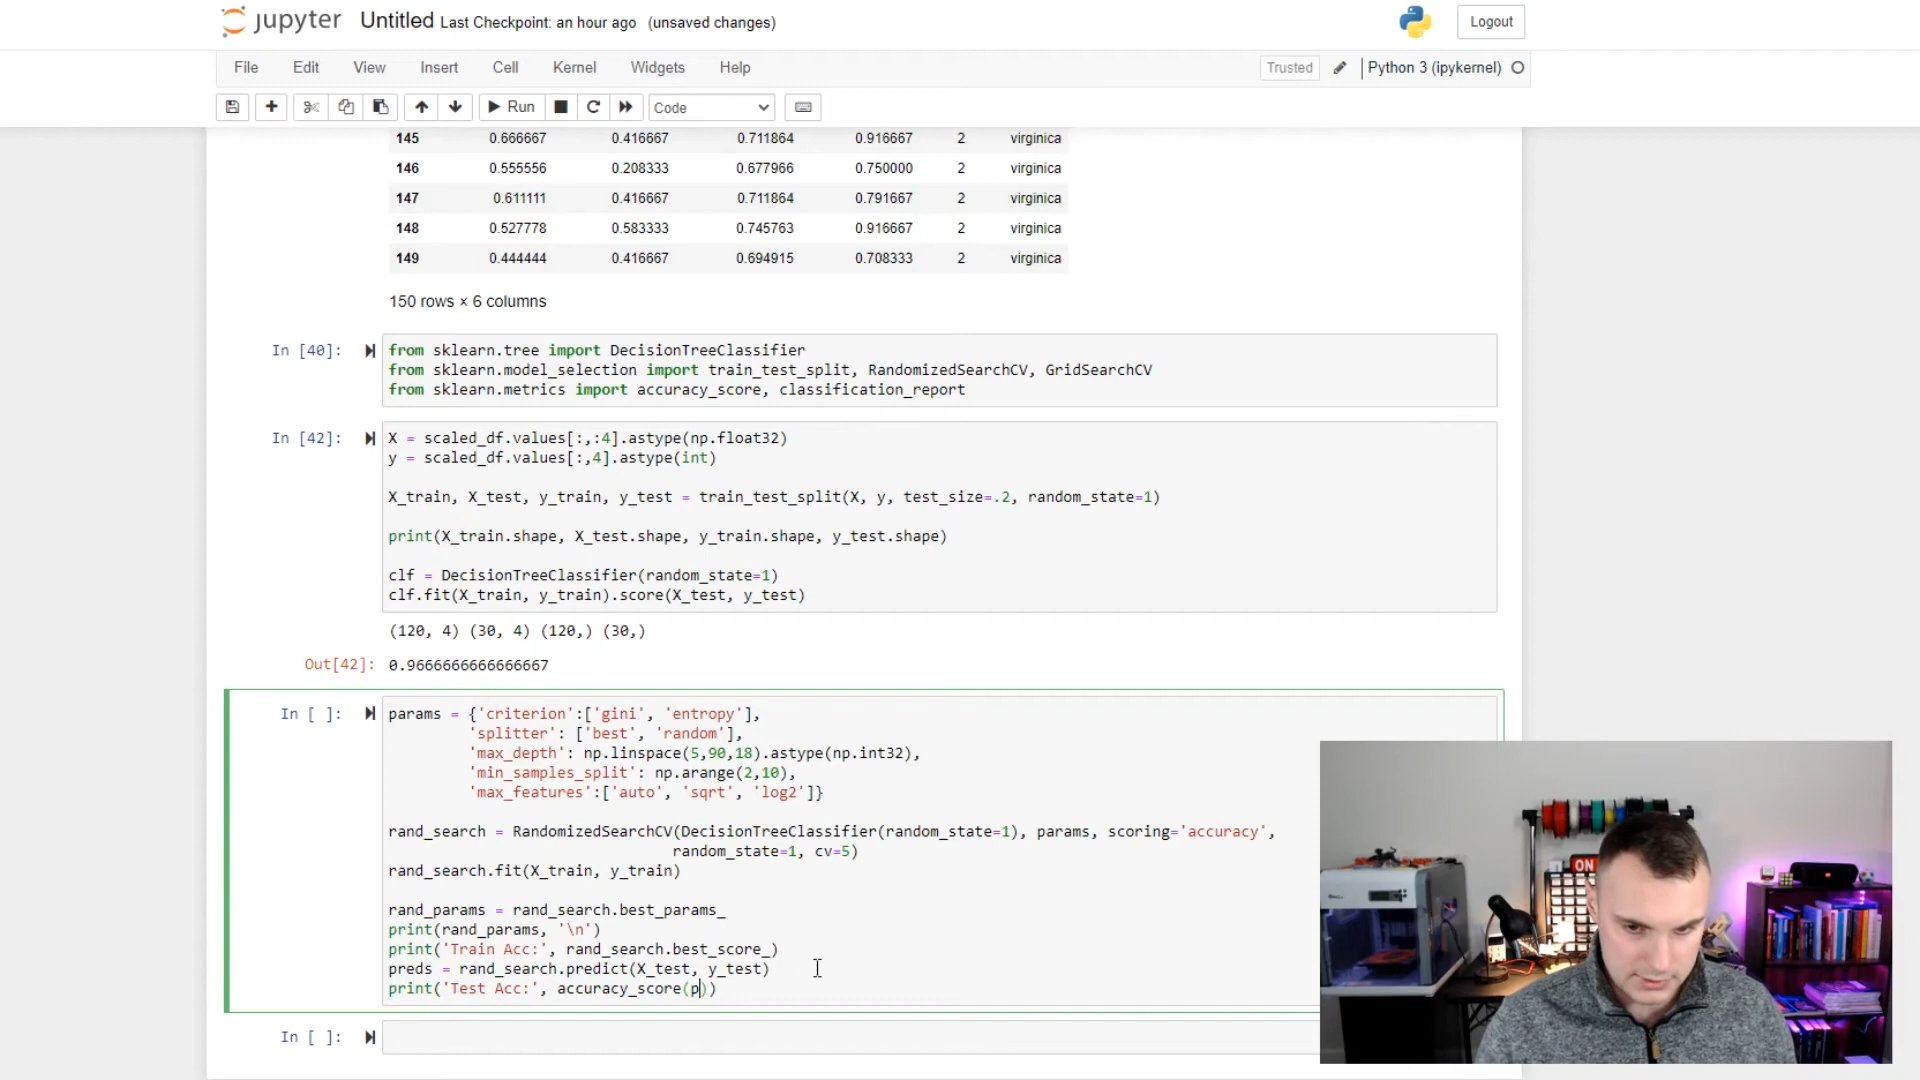 jupyter Untitled Last Checkpoint: an hour ago (unsaved changes) Logout
File Edit View Insert Cell Kernel Widgets Help Trusted Python 3 (ipykernel)
Run Code
145 0.666667 0.416667 0.711864 0.916667 2 virginica
146 0.555556 0.208333 0.677966 0.750000 2 virginica
147 0.611111 0.416667 0.711864 0.791667 2 virginica
148 0.527778 0.583333 0.745763 0.916667 2 virginica
149 0.444444 0.416667 0.694915 0.708333 2 virginica
150 rows × 6 columns
In [40]: from sklearn.tree import DecisionTreeClassifier
from sklearn.model_selection import train_test_split, RandomizedSearchCV, GridSearchCV
from sklearn.metrics import accuracy_score, classification_report
In [42]: X = scaled_df.values[:,:4].astype(np.float32)
y = scaled_df.values[:,4].astype(int)
X_train, X_test, y_train, y_test = train_test_split(X, y, test_size=.2, random_state=1)
print(X_train.shape, X_test.shape, y_train.shape, y_test.shape)
clf = DecisionTreeClassifier(random_state=1)
clf.fit(X_train, y_train).score(X_test, y_test)
(120, 4) (30, 4) (120,) (30,)
Out[42]: 0.9666666666666667
In [ ]: params = {'criterion':['gini', 'entropy'],
'splitter': ['best', 'random'],
'max_depth': np.linspace(5,90,18).astype(np.int32),
'min_samples_split': np.arange(2,10),
'max_features':['auto', 'sqrt', 'log2']}
rand_search = RandomizedSearchCV(DecisionTreeClassifier(random_state=1), params, scoring='accuracy',
random_state=1, cv=5)
rand_search.fit(X_train, y_train)
rand_params = rand_search.best_params_
print(rand_params, '\n')
print('Train Acc:', rand_search.best_score_)
preds = rand_search.predict(X_test, y_test)
print('Test Acc:', accuracy_score(p))
In [ ]:
ON